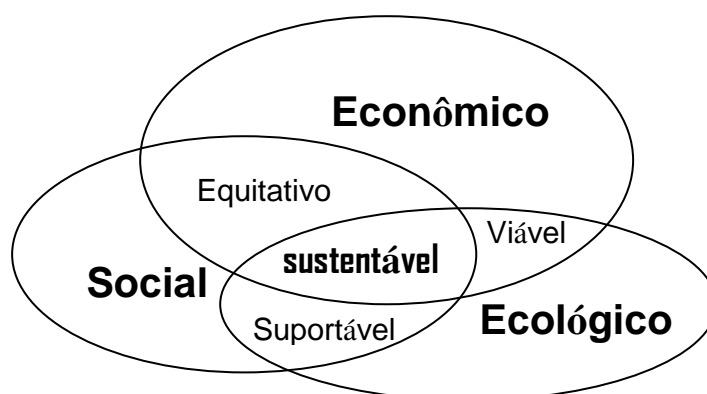 Econômico
Equitativo
Viável
sustentável
Social
Ecológico
Suportável